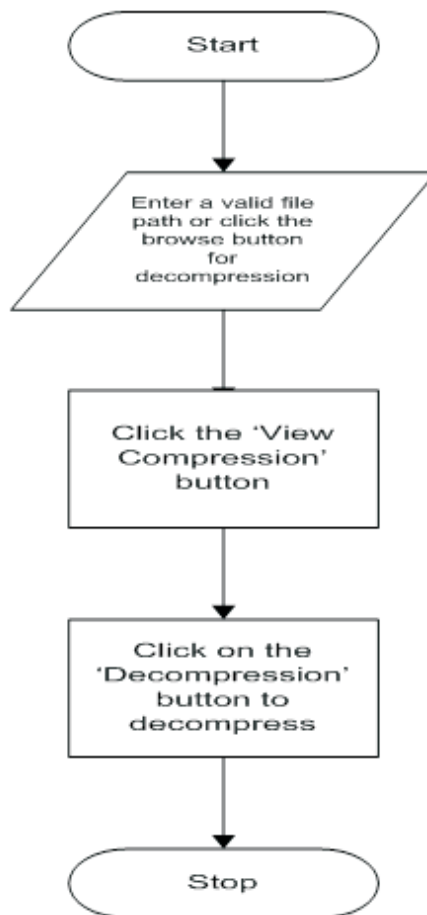 Start
Enter a valid file
path or click the
browse button
for
decompression
Click the ‘View
Compression’
button
Click on the
‘Decompression’
button to
decompress
Stop